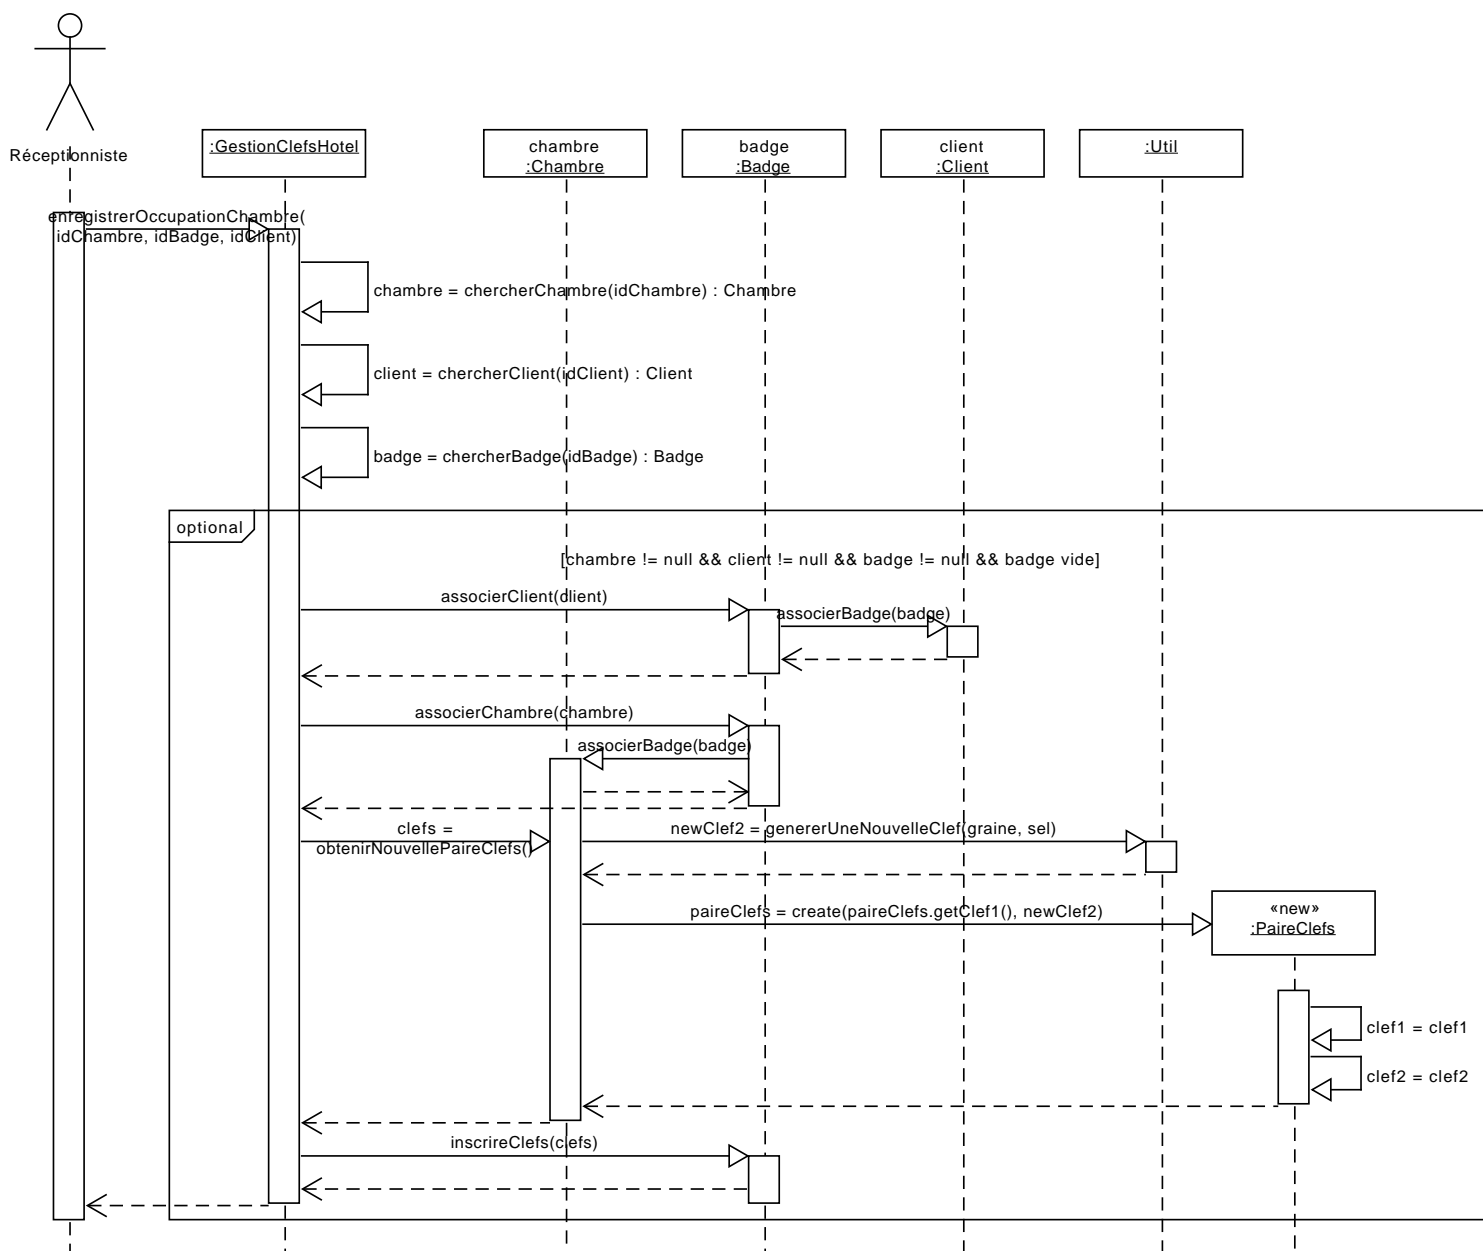 Réceptionniste
:GestionClefsHotel
chambre
:Chambre
badge
:Badge
client
:Client
:Util
enregistrerOccupationChambre(
idChambre, idBadge, idClient)
chambre = chercherChambre(idChambre) : Chambre
client = chercherClient(idClient) : Client
badge = chercherBadge(idBadge) : Badge
optional
[chambre != null && client != null && badge != null && badge vide]
associerClient(client)
associerBadge(badge)
associerChambre(chambre)
associerBadge(badge)
clefs =
obtenirNouvellePaireClefs()
newClef2 = genererUneNouvelleClef(graine, sel)
paireClefs = create(paireClefs.getClef1(), newClef2)
«new»
:PaireClefs
clef1 = clef1
clef2 = clef2
inscrireClefs(clefs)